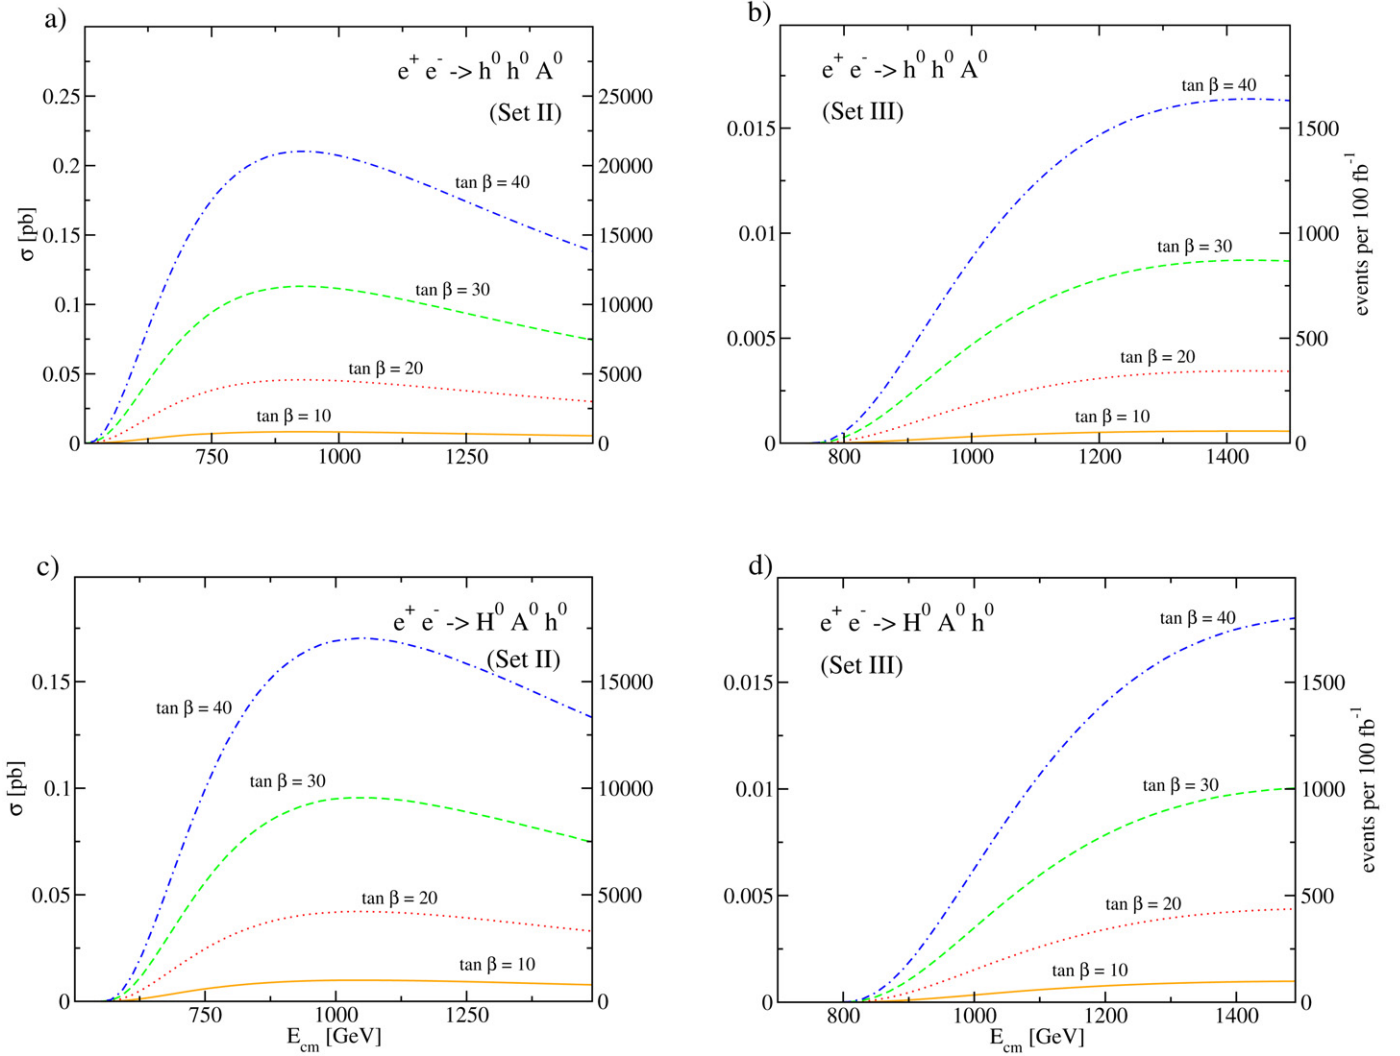 a)
e⁺ e⁻ -> h⁰ h⁰ A⁰
(Set II)
0.25
0.2
0.15
0.1
0.05
0
σ [pb]
25000
20000
15000
10000
5000
0
tan β = 40
tan β = 30
tan β = 20
tan β = 10
750
1000
1250
b)
e⁺ e⁻ -> h⁰ h⁰ A⁰
(Set III)
0.015
0.01
0.005
0
1500
1000
500
0
events per 100 fb⁻¹
tan β = 40
tan β = 30
tan β = 20
tan β = 10
800
1000
1200
1400
c)
e⁺ e⁻ -> H⁰ A⁰ h⁰
(Set II)
0.15
0.1
0.05
0
σ [pb]
15000
10000
5000
0
tan β = 40
tan β = 30
tan β = 20
tan β = 10
750
1000
1250
E_cm [GeV]
d)
e⁺ e⁻ -> H⁰ A⁰ h⁰
(Set III)
0.015
0.01
0.005
0
1500
1000
500
0
events per 100 fb⁻¹
tan β = 40
tan β = 30
tan β = 20
tan β = 10
800
1000
1200
1400
E_cm [GeV]